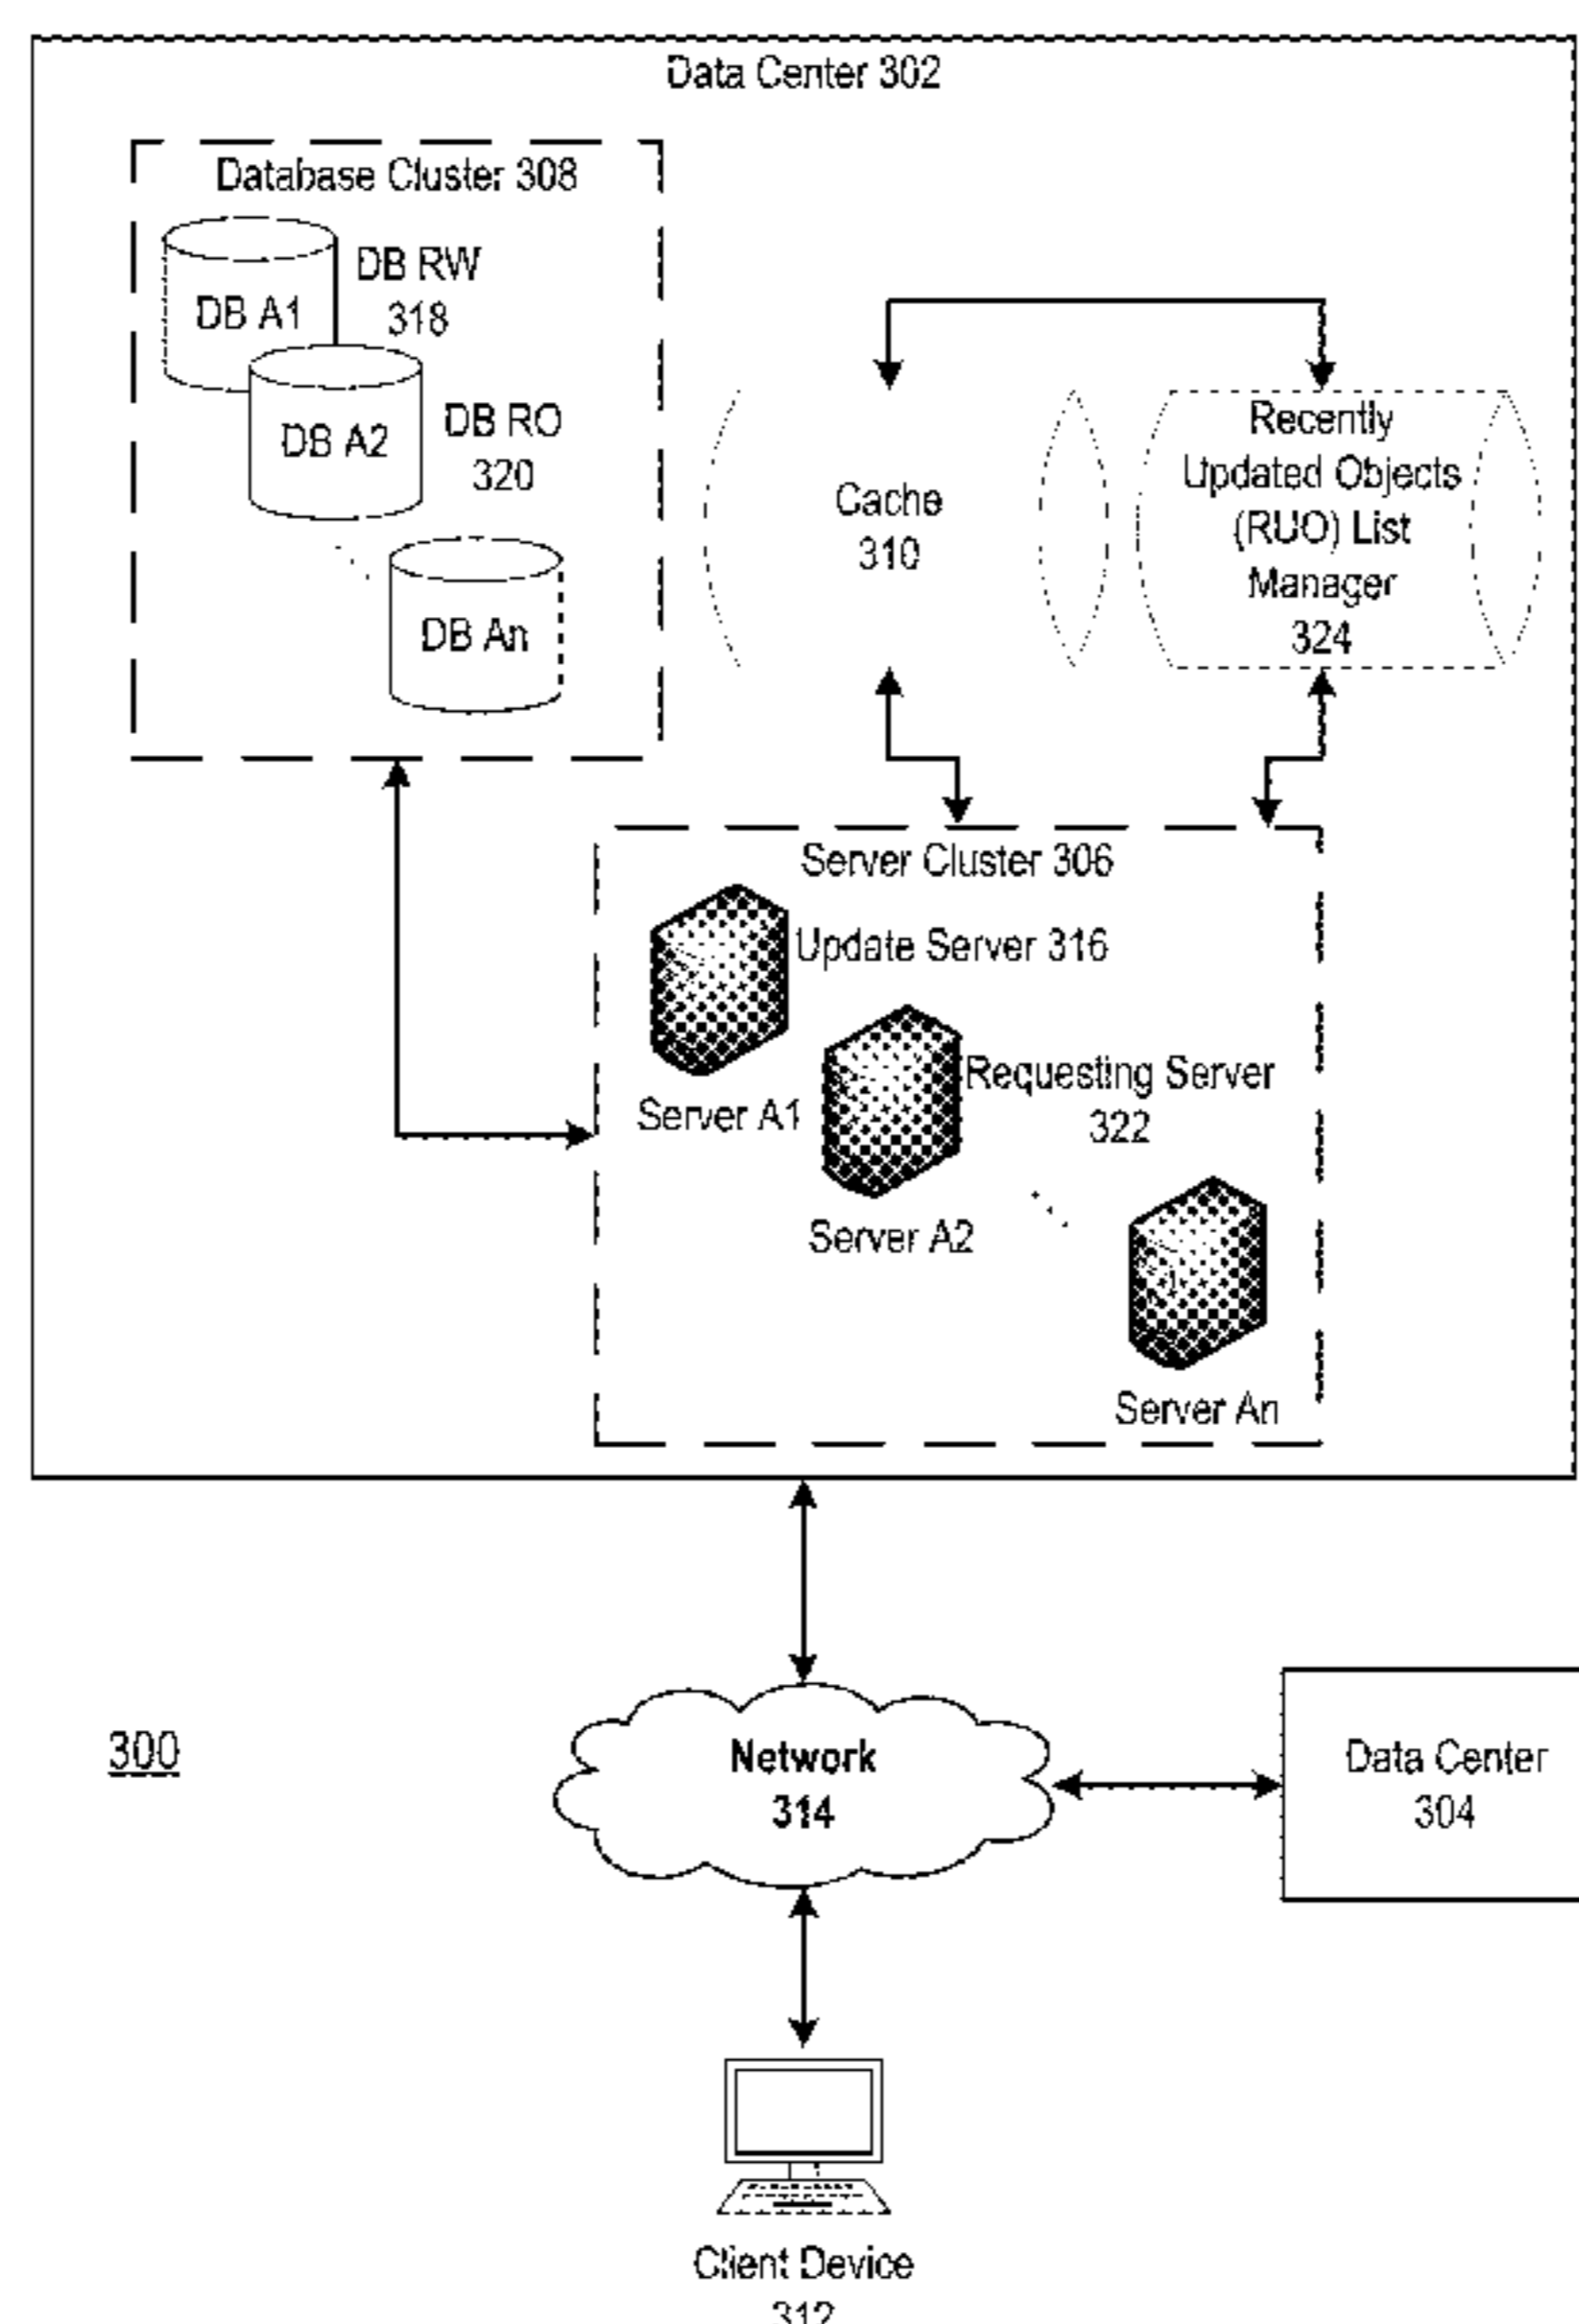 Data Center 302
Database Cluster 308
DB RW
318
DB A1
DB RO
320
DB A2
DB An
Cache
310
Recently
Updated Objects
(RUO) List
Manager
324
Server Cluster 306
Update Server 316
Server A1
Requesting Server
322
Server A2
Server An
300
Network
314
Data Center
304
Client Device
312